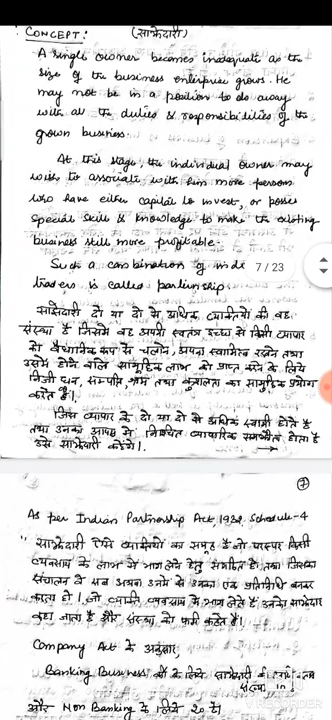 CONCEPT: (साझेदारी)
A single owner becomes inadequate as the
size of the business enterprise grows. He
may not be in a position to do away
with all the duties & responsibilities of the
grown business.
At this stage, the individual owner may
wish to associate with him more person
who have either capital to invest, or posses
Special skill & knowledge to make the existing
business still more profitable.
Such a combination of
traders is called partnership.
7 / 23
साझेदारी दो या दो से अधिक व्यक्तियों की वह
संस्था है जिसमें वह अपनी स्वतंत्र इच्छा से किसी व्यापार
को वैधानिक रूप से चलाने, अपना स्वामित्व रखने तथा
उसमें होने वाले सामूहिक लाभ को प्राप्त करने के लिये
निजी धन, सम्पत्ति, श्रम तथा कुशलता का सामूहिक प्रयोग
करते हैं।
जिस व्यापार के दो या दो से अधिक स्वामी होते हैं
तथा उनका आपस में निश्चित व्यापारिक समझौता होता है
उसे साझेदारी कहेंगे।
7
As per Indian Partnership Act 1932, Schedule-4
"साझेदारी ऐसे व्यक्तियों का समूह है जो परस्पर किसी
व्यवसाय के लाभ में भाग लेने हेतु संगठित है, तथा जिसका
संचालन वे सब अथवा उनमें से उनका एक प्रतिनिधि बनकर
करता हो। जो व्यक्ति व्यवसाय में भाग लेते हैं उनको साझेदार
कहा जाता है और संस्था को फर्म कहते हैं।
Company Act के अनुसार,
Banking Business के लिये साझेदारी
संख्या
और Non Banking के लिये 20 है।